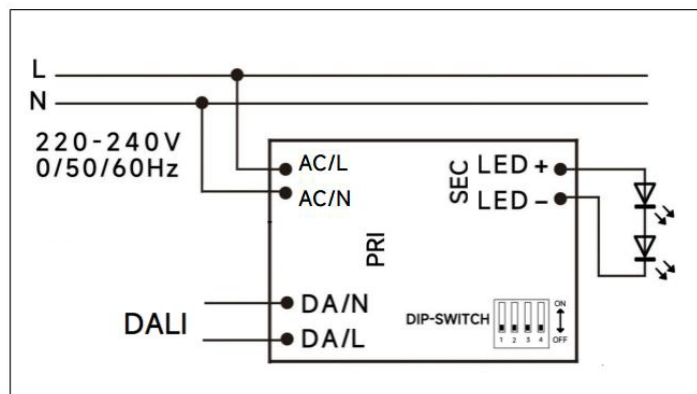 L
N
220-240V
0/50/60Hz
AC/L
AC/N
PRI
SEC
LED +
LED -
DALI
DA/N
DA/L
DIP-SWITCH
1 2 3 4
ON
OFF